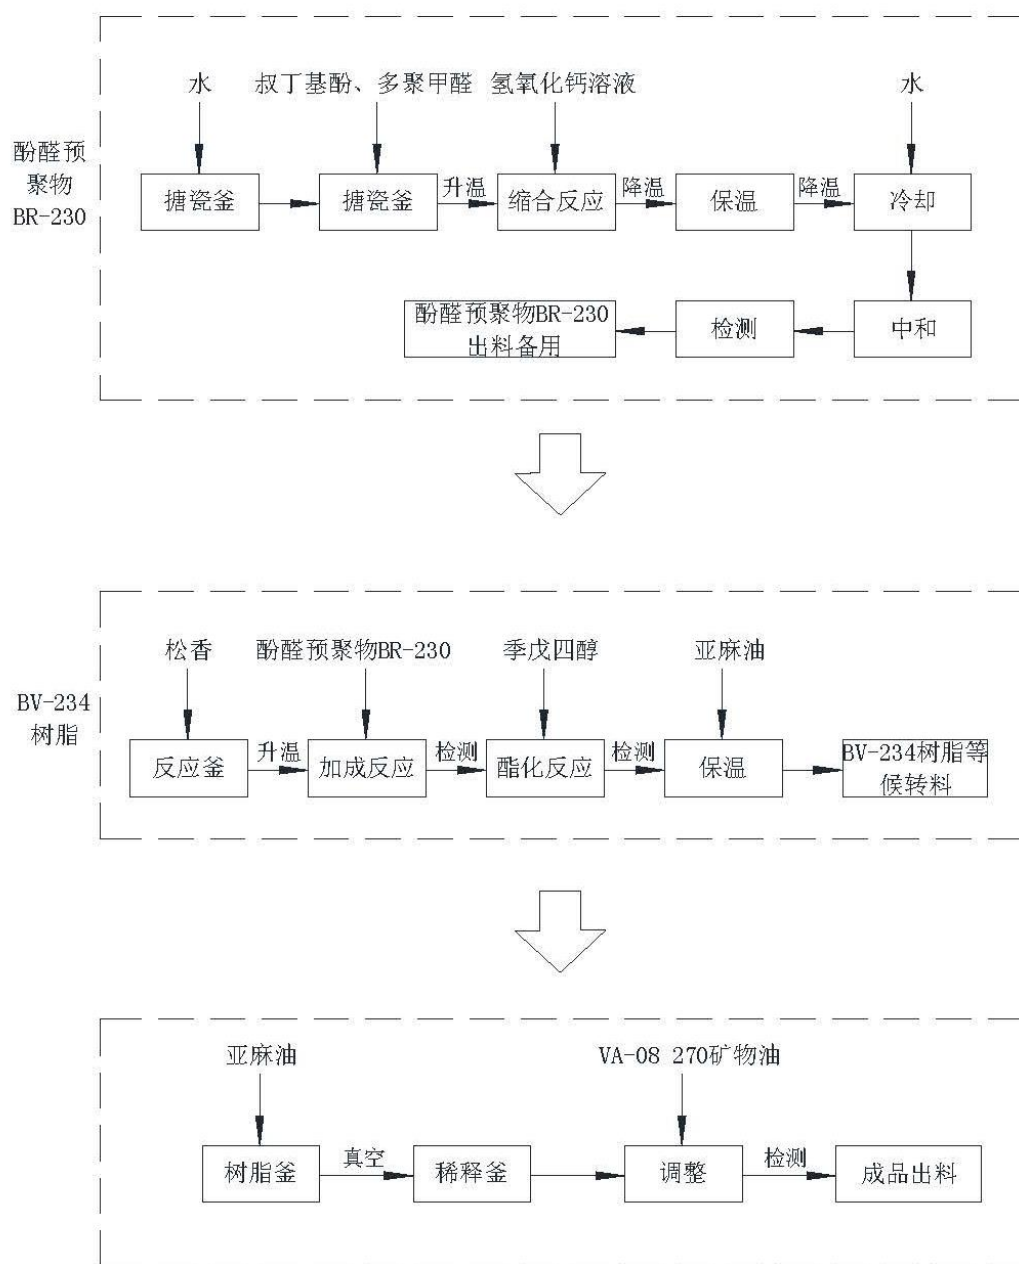 水
叔丁基酚、多聚甲醛
氢氧化钙溶液
水
酚醛预
聚物
BR-230
搪瓷釜
搪瓷釜
升温
缩合反应
降温
保温
降温
冷却
酚醛预聚物BR-230
出料备用
检测
中和
松香
酚醛预聚物BR-230
季戊四醇
亚麻油
BV-234
树脂
反应釜
升温
加成反应
检测
酯化反应
检测
保温
BV-234树脂等
候转料
亚麻油
VA-08 270矿物油
树脂釜
真空
稀释釜
调整
检测
成品出料